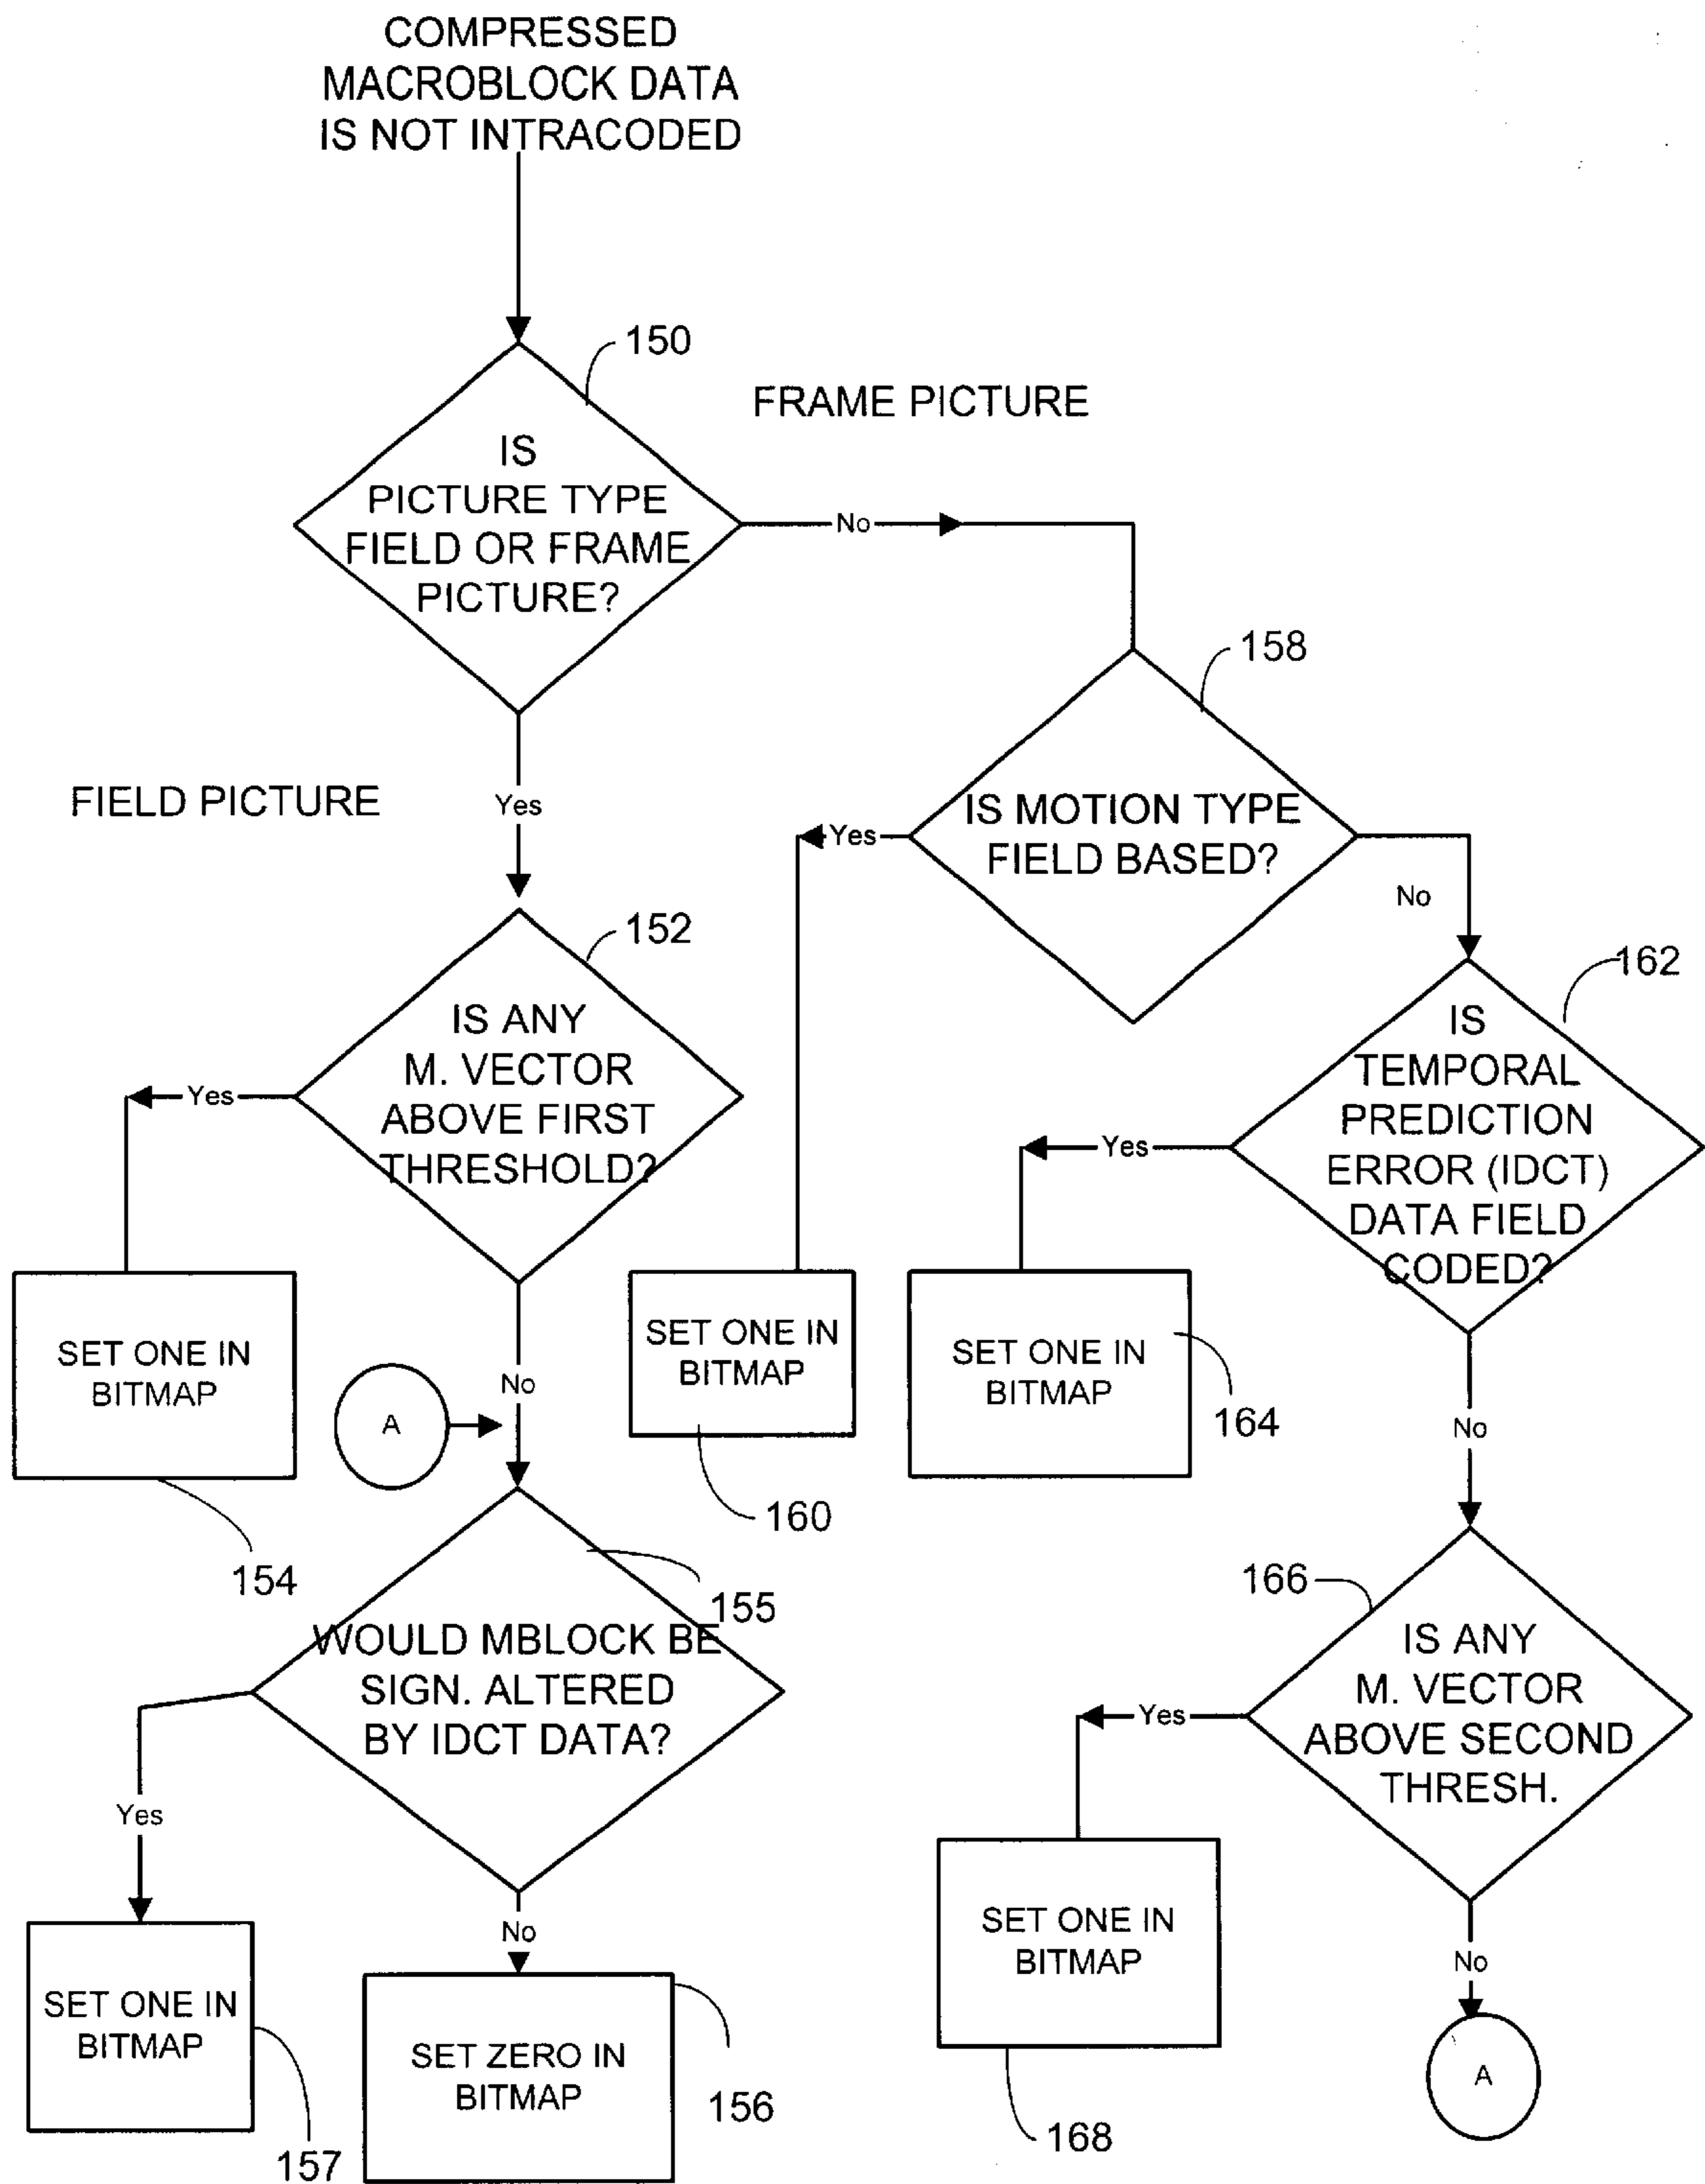 COMPRESSED
MACROBLOCK DATA
IS NOT INTRACODED
150
FRAME PICTURE
IS
PICTURE TYPE
FIELD OR FRAME
PICTURE?
No
158
FIELD PICTURE
Yes
IS MOTION TYPE
FIELD BASED?
Yes
No
152
IS ANY
M. VECTOR
ABOVE FIRST
THRESHOLD?
Yes
162
IS
TEMPORAL
PREDICTION
ERROR (IDCT)
DATA FIELD
CODED?
Yes
SET ONE IN
BITMAP
154
No
A
SET ONE IN
BITMAP
160
SET ONE IN
BITMAP
164
No
155
WOULD MBLOCK BE
SIGN. ALTERED
BY IDCT DATA?
166
IS ANY
M. VECTOR
ABOVE SECOND
THRESH.
Yes
Yes
No
SET ONE IN
BITMAP
157
SET ZERO IN
BITMAP
156
SET ONE IN
BITMAP
168
No
A